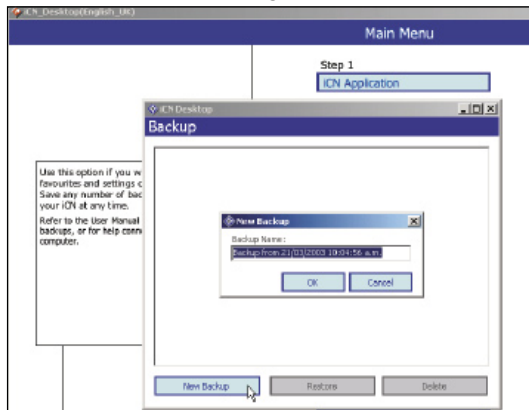 iCN_Desktop(English_UK)
Main Menu
Step 1
iCN Application
iCN Desktop
Backup
Use this option if you w
favourites and settings c
Save any number of bac
your iCN at any time.
Refer to the User Manual
backups, or for help conn
computer.
New Backup
Backup Name:
Backup from 21/03/2003 10:04:56 a.m.
OK
Cancel
New Backup
Restore
Delete